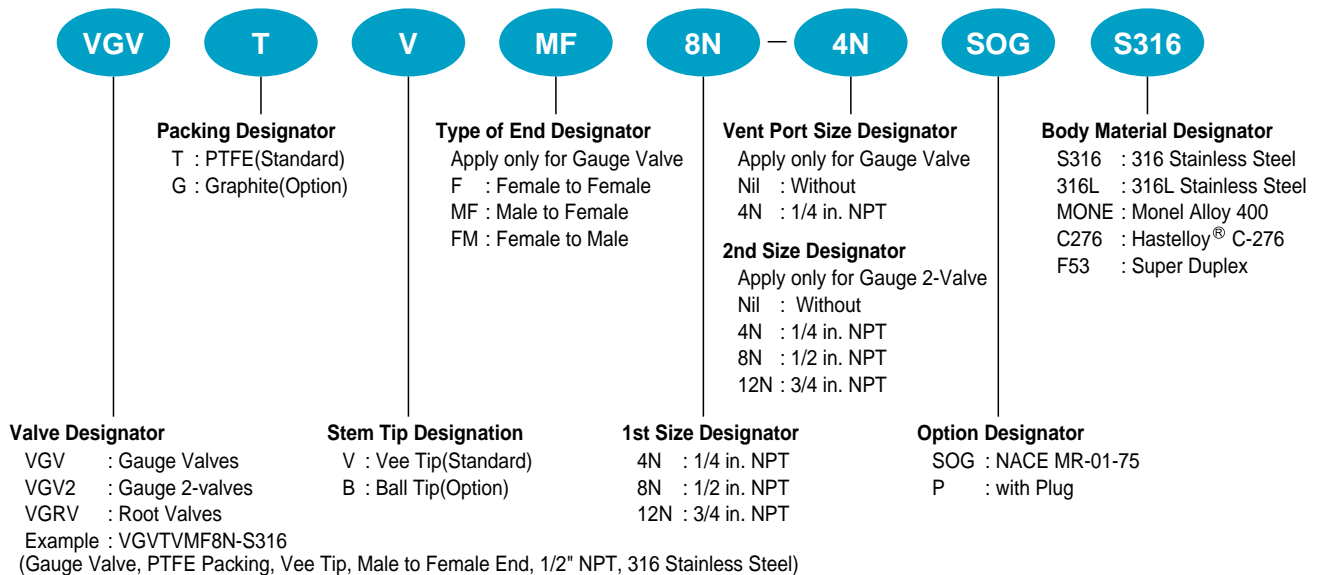 VGV T V MF 8N – 4N SOG S316
Packing Designator
T : PTFE(Standard)
G : Graphite(Option)
Type of End Designator
Apply only for Gauge Valve
F : Female to Female
MF : Male to Female
FM : Female to Male
Vent Port Size Designator
Apply only for Gauge Valve
Nil : Without
4N : 1/4 in. NPT
2nd Size Designator
Apply only for Gauge 2-Valve
Nil : Without
4N : 1/4 in. NPT
8N : 1/2 in. NPT
12N : 3/4 in. NPT
Body Material Designator
S316 : 316 Stainless Steel
316L : 316L Stainless Steel
MONE : Monel Alloy 400
C276 : Hastelloy® C-276
F53 : Super Duplex
Valve Designator
VGV : Gauge Valves
VGV2 : Gauge 2-valves
VGRV : Root Valves
Example : VGVTVMF8N-S316
(Gauge Valve, PTFE Packing, Vee Tip, Male to Female End, 1/2" NPT, 316 Stainless Steel)
Stem Tip Designation
V : Vee Tip(Standard)
B : Ball Tip(Option)
1st Size Designator
4N : 1/4 in. NPT
8N : 1/2 in. NPT
12N : 3/4 in. NPT
Option Designator
SOG : NACE MR-01-75
P : with Plug